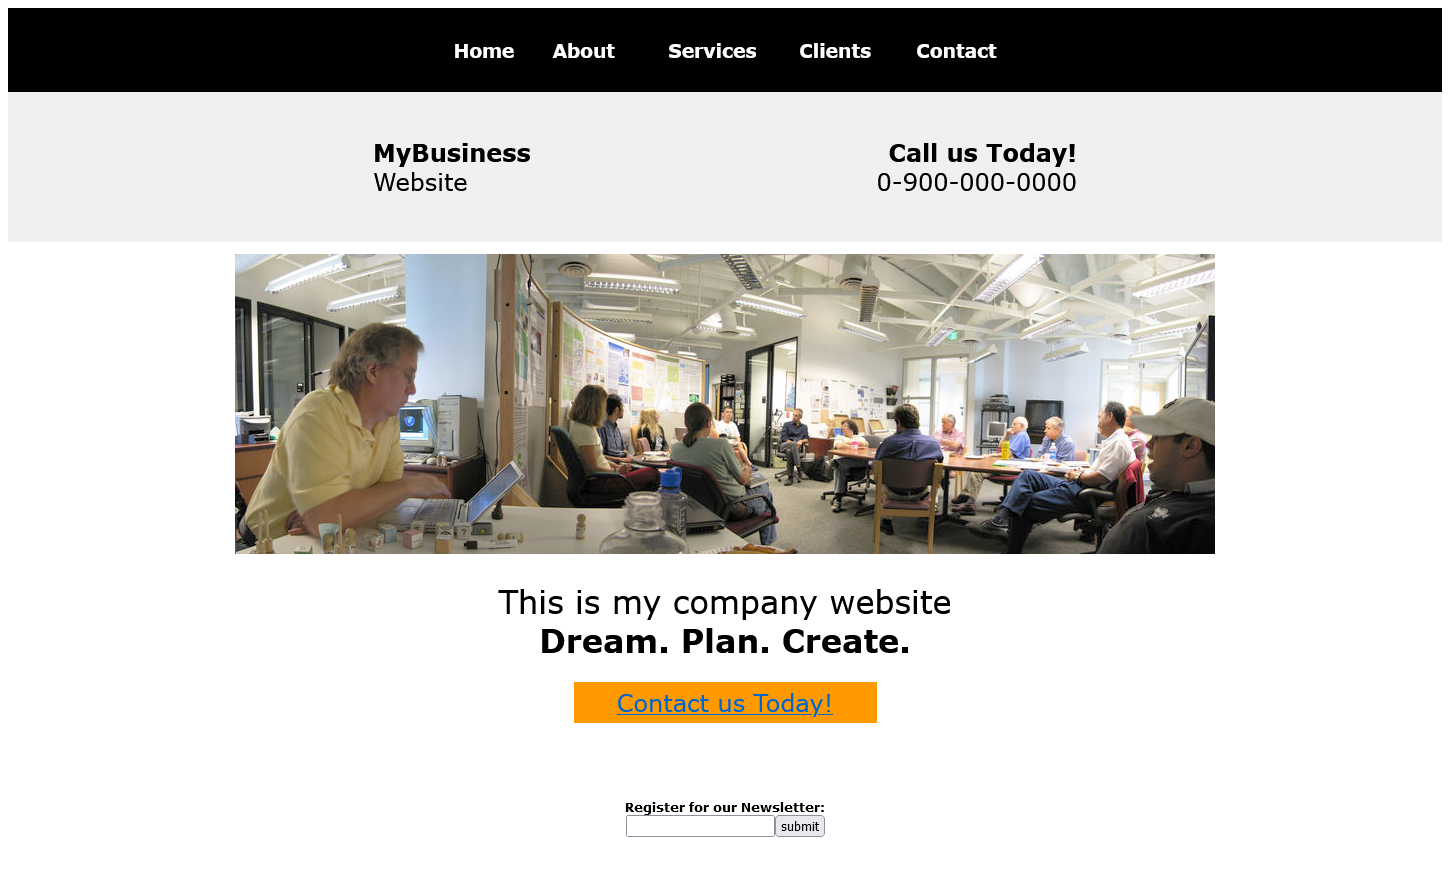 Home About Services Clients Contact
MyBusiness
Website
Call us Today!
0-900-000-0000
This is my company website
Dream. Plan. Create.
Contact us Today!
Register for our Newsletter:
submit